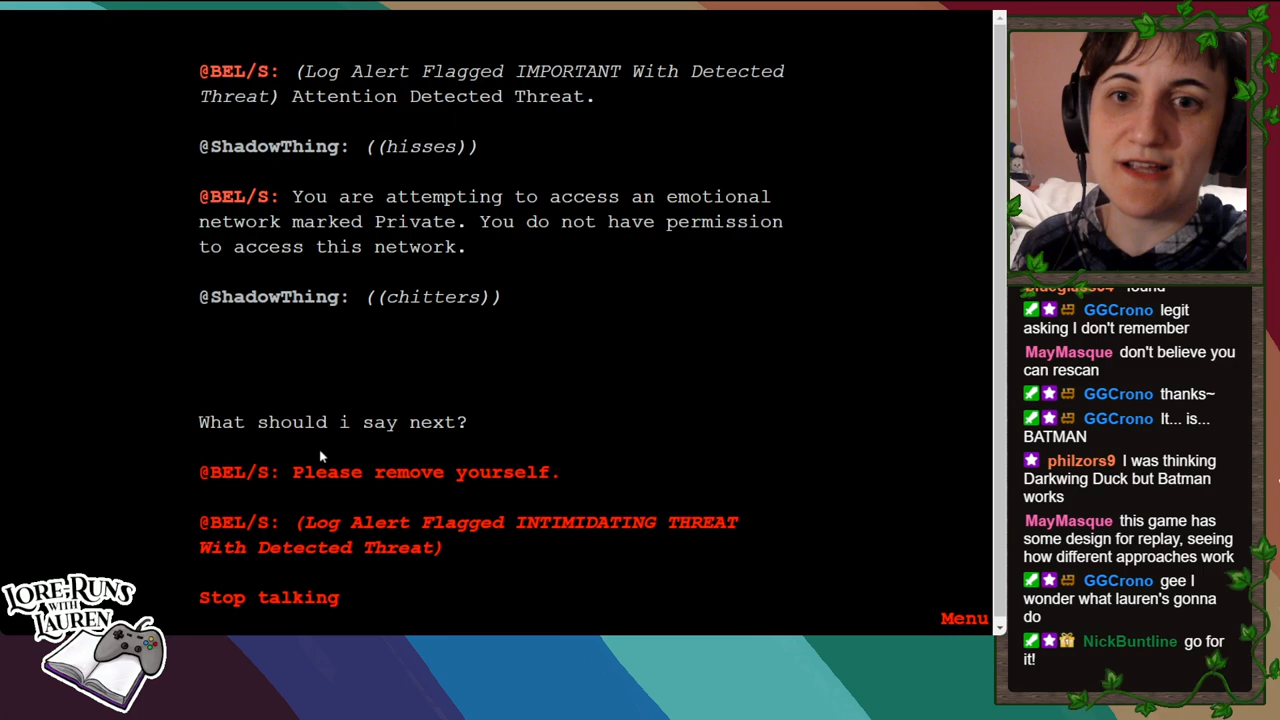 @BEL/S: (Log Alert Flagged IMPORTANT With Detected
Threat) Attention Detected Threat.
@ShadowThing: ((hisses))
@BEL/S: You are attempting to access an emotional
network marked Private. You do not have permission
to access this network.
@ShadowThing: ((chitters))
What should i say next?
@BEL/S: Please remove yourself.
@BEL/S: (Log Alert Flagged INTIMIDATING THREAT
With Detected Threat)
Stop talking
Menu
LORE-RUNS
WITH
LAUREN
found
GGCrono legit
asking I don't remember
MayMasque don't believe you
can rescan
GGCrono thanks~
GGCrono It... is...
BATMAN
philzors9 I was thinking
Darkwing Duck but Batman
works
MayMasque this game has
some design for replay, seeing
how different approaches work
GGCrono gee I
wonder what lauren's gonna
do
NickBuntline go for
it!